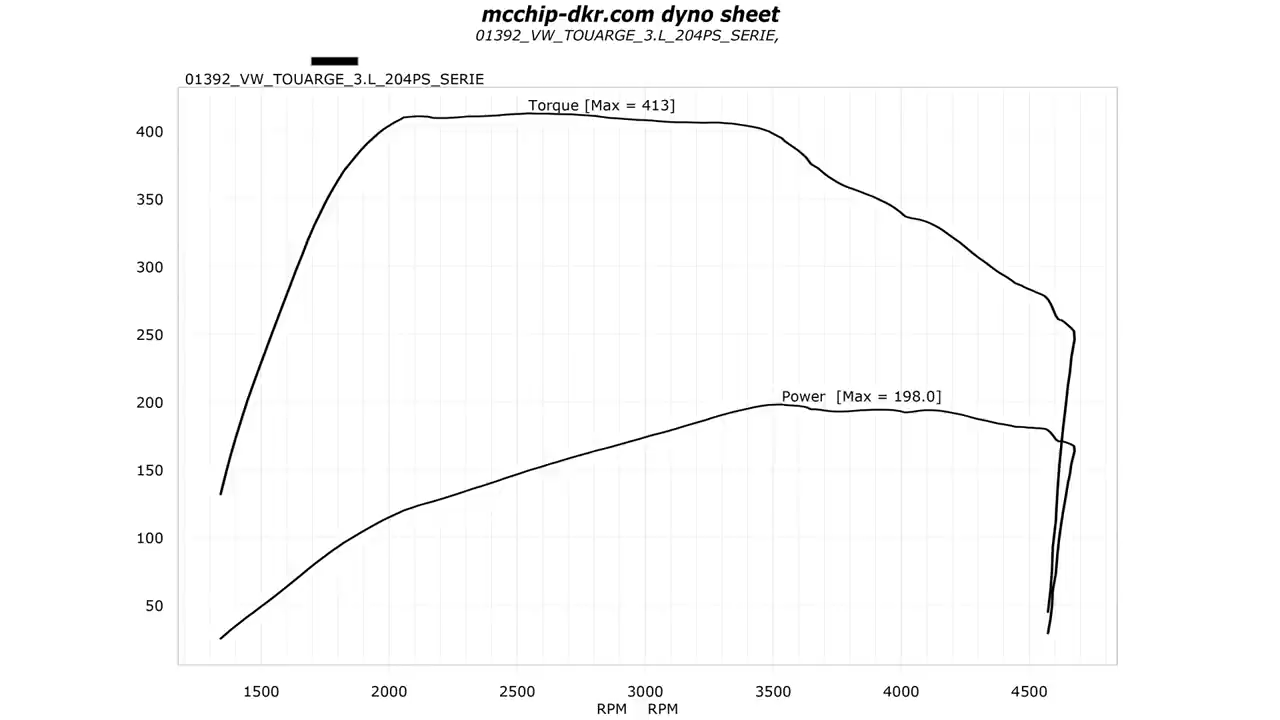 mcchip-dkr.com dyno sheet
01392_VW_TOUARGE_3.L_204PS_SERIE,
01392_VW_TOUARGE_3.L_204PS_SERIE
Torque [Max = 413]
400
350
300
250
Power [Max = 198.0]
200
150
100
50
1500 2000 2500 3000 3500 4000 4500
RPM RPM